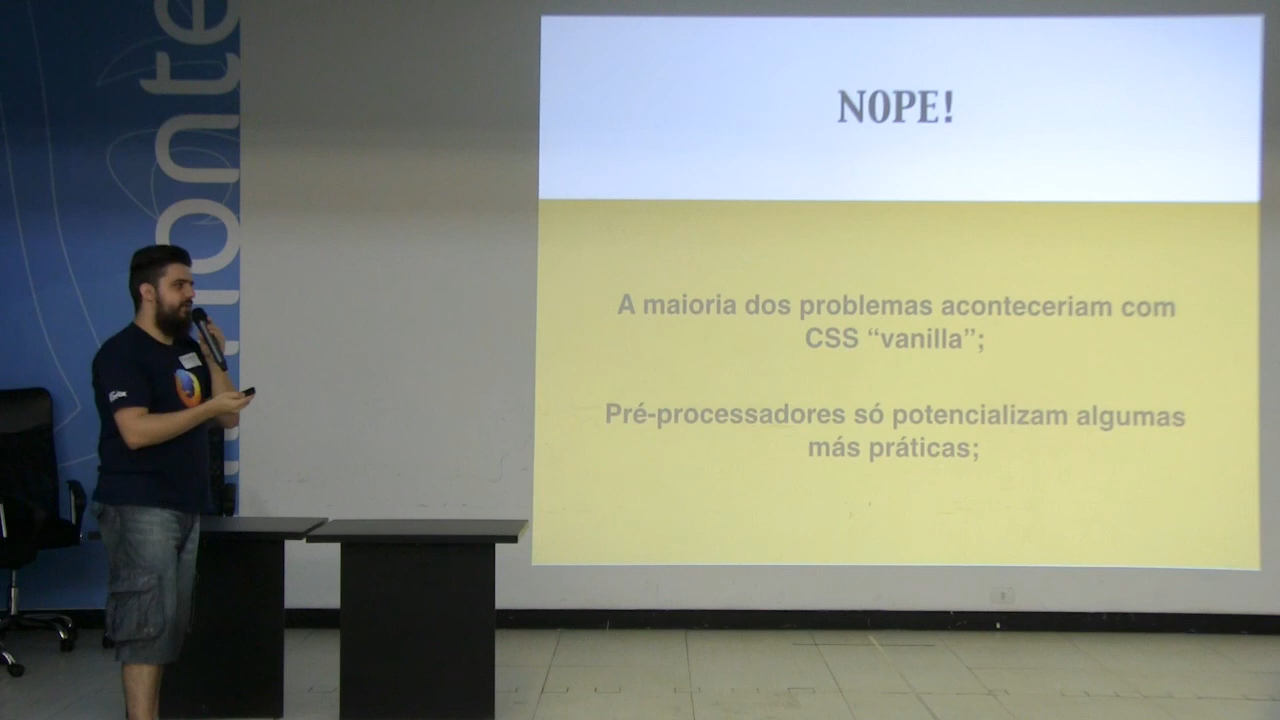 NOPE!
A maioria dos problemas aconteceriam com
CSS “vanilla”;
Pré-processadores só potencializam algumas
más práticas;